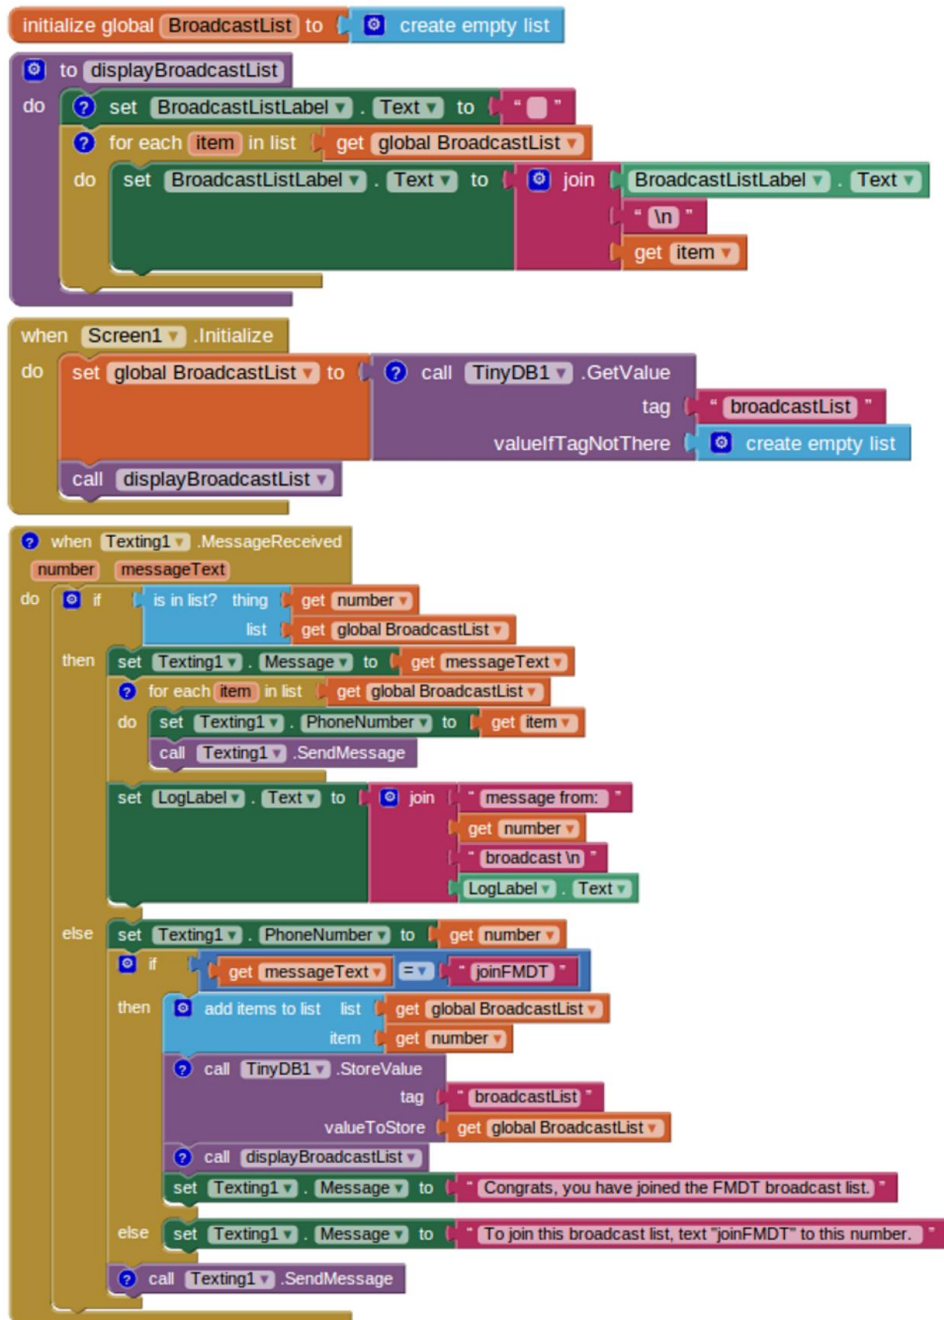 initialize global BroadcastList to create empty list
to displayBroadcastList
do set BroadcastListLabel . Text to " "
for each item in list get global BroadcastList
do set BroadcastListLabel . Text to join BroadcastListLabel . Text
" \n "
get item
when Screen1 .Initialize
do set global BroadcastList to call TinyDB1 .GetValue
tag " broadcastList "
valueIfTagNotThere create empty list
call displayBroadcastList
when Texting1 .MessageReceived
number messageText
do if is in list? thing get number
list get global BroadcastList
then set Texting1 . Message to get messageText
for each item in list get global BroadcastList
do set Texting1 . PhoneNumber to get item
call Texting1 .SendMessage
set LogLabel . Text to join " message from: "
get number
" broadcast \n "
LogLabel . Text
else set Texting1 . PhoneNumber to get number
if get messageText = " joinFMDT "
then add items to list list get global BroadcastList
item get number
call TinyDB1 .StoreValue
tag " broadcastList "
valueToStore get global BroadcastList
call displayBroadcastList
set Texting1 . Message to " Congrats, you have joined the FMDT broadcast list. "
else set Texting1 . Message to " To join this broadcast list, text "joinFMDT" to this number. "
call Texting1 .SendMessage